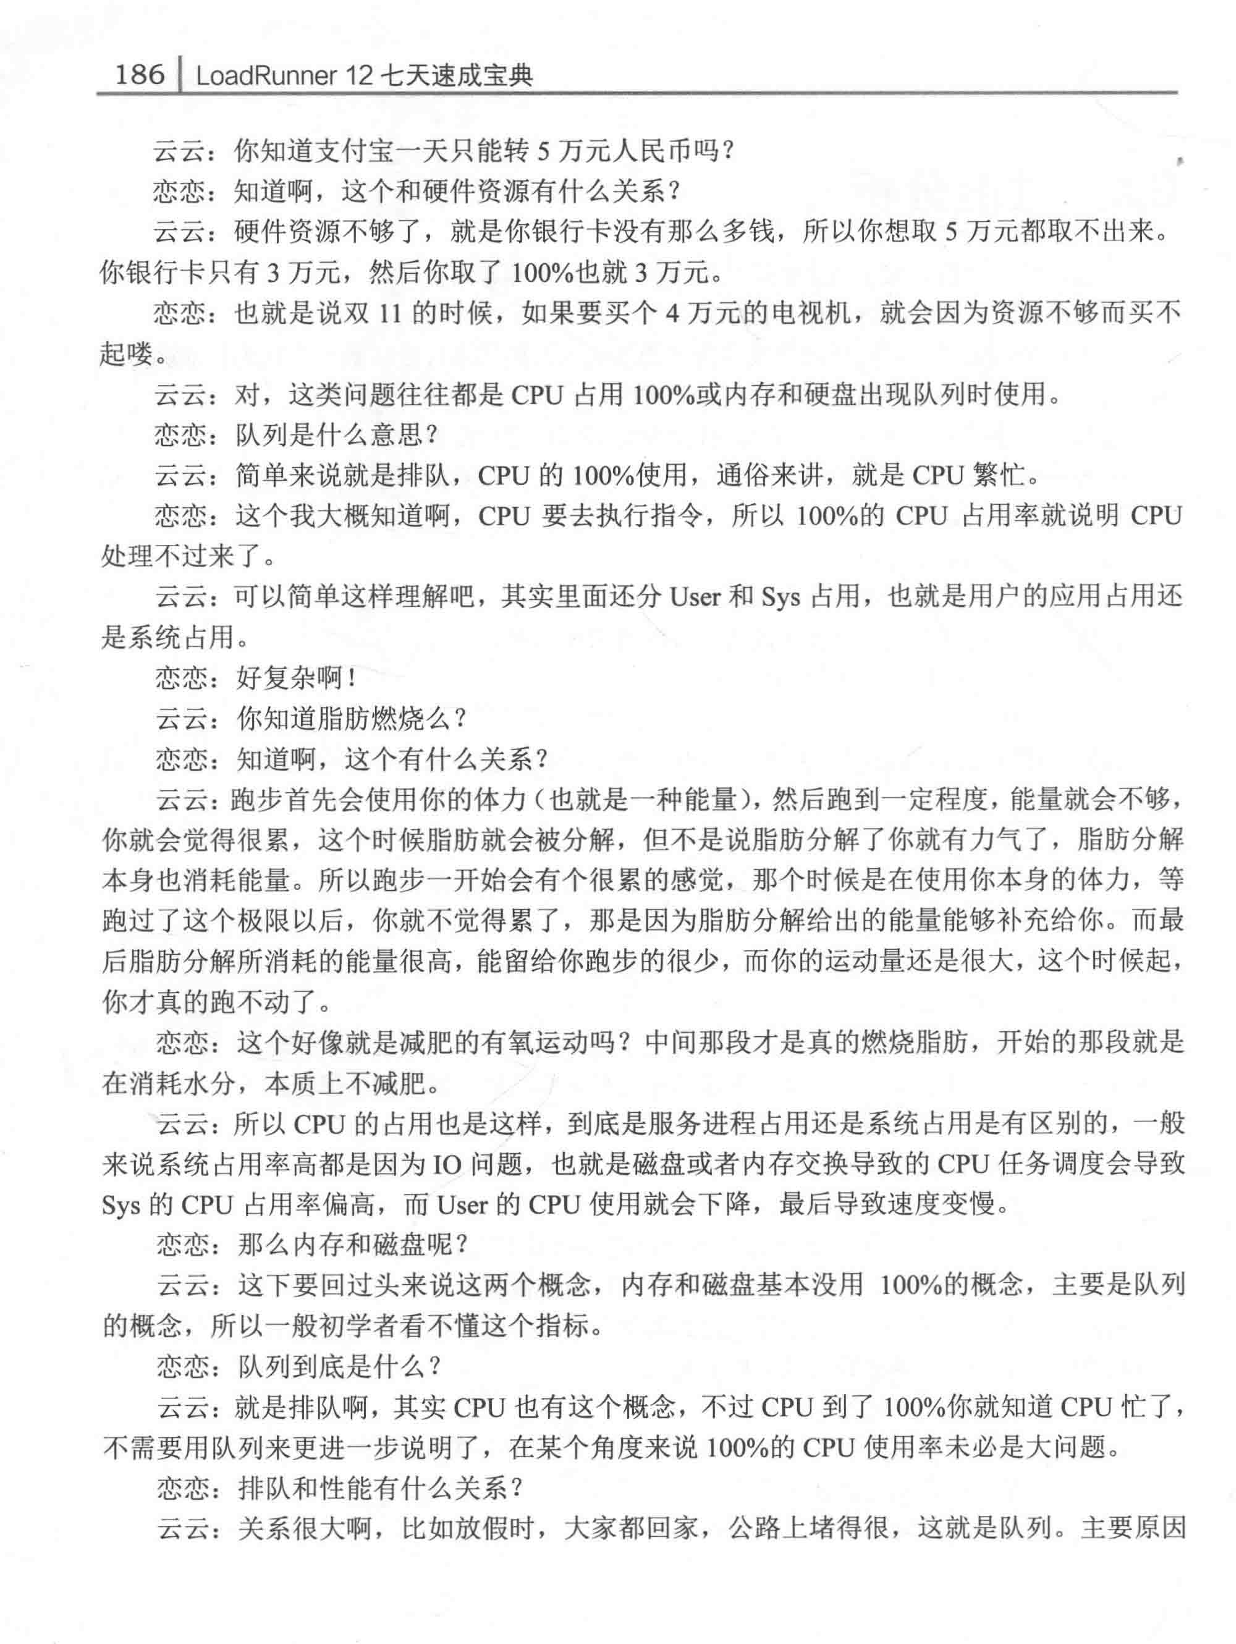 186 LoadRunner 12 七天速成宝典
云云：你知道支付宝一天只能转 5 万元人民币吗？
恋恋：知道啊，这个和硬件资源有什么关系？
云云：硬件资源不够了，就是你银行卡没有那么多钱，所以你想取 5 万元都取不出来。
你银行卡只有 3 万元，然后你取了 100%也就 3 万元。
恋恋：也就是说双 11 的时候，如果要买个 4 万元的电视机，就会因为资源不够而买不
起喽。
云云：对，这类问题往往都是 CPU 占用 100%或内存和硬盘出现队列时使用。
恋恋：队列是什么意思？
云云：简单来说就是排队，CPU 的 100%使用，通俗来讲，就是 CPU 繁忙。
恋恋：这个我大概知道啊，CPU 要去执行指令，所以 100%的 CPU 占用率就说明 CPU
处理不过来了。
云云：可以简单这样理解吧，其实里面还分 User 和 Sys 占用，也就是用户的应用占用还
是系统占用。
恋恋：好复杂啊！
云云：你知道脂肪燃烧么？
恋恋：知道啊，这个有什么关系？
云云：跑步首先会使用你的体力（也就是一种能量），然后跑到一定程度，能量就会不够，
你就会觉得很累，这个时候脂肪就会被分解，但不是说脂肪分解了你就有力气了，脂肪分解
本身也消耗能量。所以跑步一开始会有个很累的感觉，那个时候是在使用你本身的体力，等
跑过了这个极限以后，你就不觉得累了，那是因为脂肪分解给出的能量能够补充给你。而最
后脂肪分解所消耗的能量很高，能留给你跑步的很少，而你的运动量还是很大，这个时候起，
你才真的跑不动了。
恋恋：这个好像就是减肥的有氧运动吗？中间那段才是真的燃烧脂肪，开始的那段就是
在消耗水分，本质上不减肥。
云云：所以 CPU 的占用也是这样，到底是服务进程占用还是系统占用是有区别的，一般
来说系统占用率高都是因为 IO 问题，也就是磁盘或者内存交换导致的 CPU 任务调度会导致
Sys 的 CPU 占用率偏高，而 User 的 CPU 使用就会下降，最后导致速度变慢。
恋恋：那么内存和磁盘呢？
云云：这下要回过头来说这两个概念，内存和磁盘基本没用 100%的概念，主要是队列
的概念，所以一般初学者看不懂这个指标。
恋恋：队列到底是什么？
云云：就是排队啊，其实 CPU 也有这个概念，不过 CPU 到了 100%你就知道 CPU 忙了，
不需要用队列来更进一步说明了，在某个角度来说 100%的 CPU 使用率未必是大问题。
恋恋：排队和性能有什么关系？
云云：关系很大啊，比如放假时，大家都回家，公路上堵得很，这就是队列。主要原因